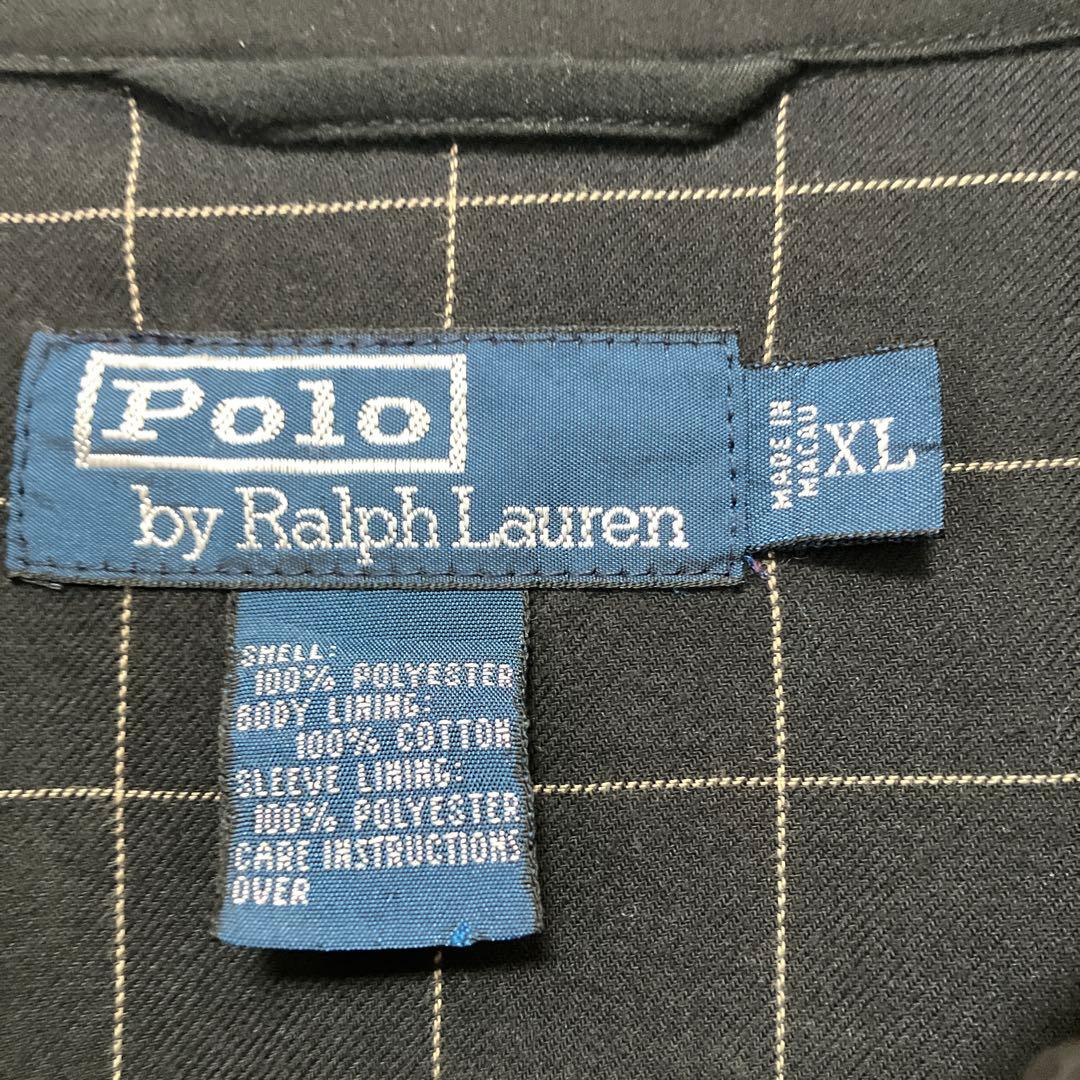 Polo
by Ralph Lauren
MADE IN
MACAU
XL
SHELL:
100% POLYESTER
BODY LINING:
100% COTTON
SLEEVE LINING:
100% POLYESTER
CARE INSTRUCTIONS
OVER